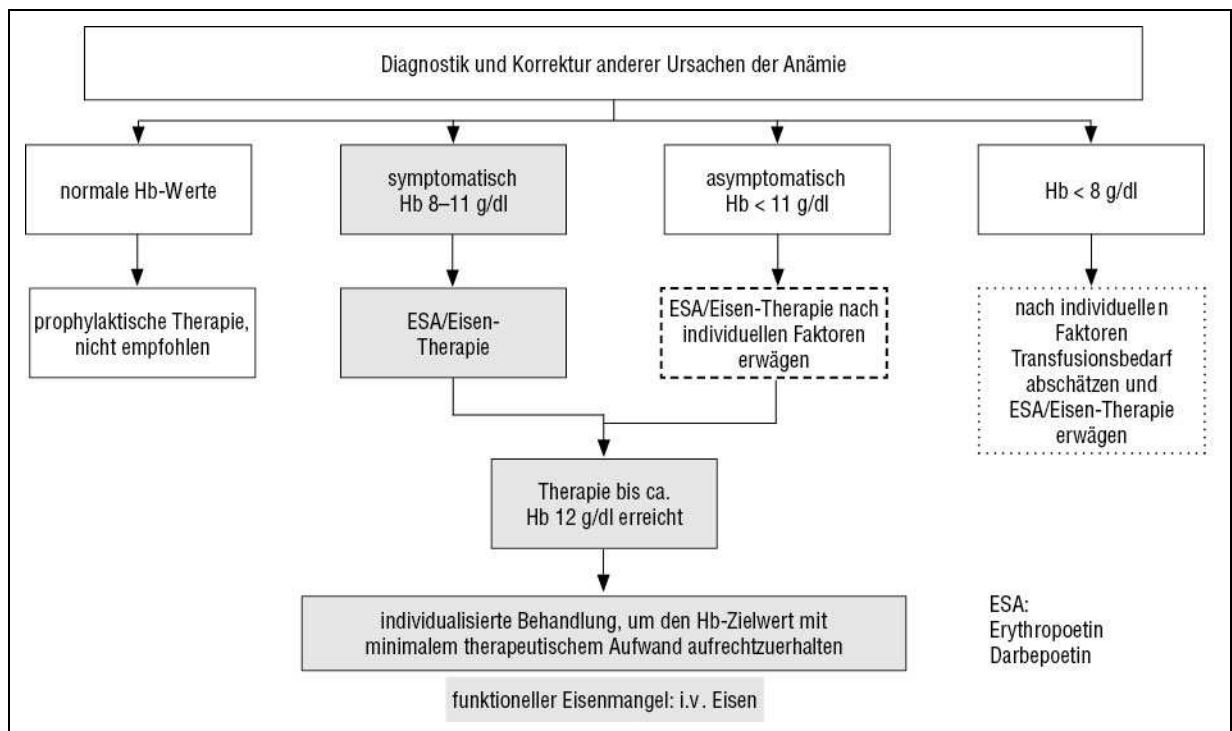 Diagnostik und Korrektur anderer Ursachen der Anämie
normale Hb-Werte
symptomatisch
Hb 8–11 g/dl
asymptomatisch
Hb < 11 g/dl
Hb < 8 g/dl
prophylaktische Therapie,
nicht empfohlen
ESA/Eisen-
Therapie
ESA/Eisen-Therapie nach
individuellen Faktoren
erwägen
nach individuellen
Faktoren
Transfusionsbedarf
abschätzen und
ESA/Eisen-Therapie
erwägen
Therapie bis ca.
Hb 12 g/dl erreicht
individualisierte Behandlung, um den Hb-Zielwert mit
minimalem therapeutischem Aufwand aufrechtzuerhalten
funktioneller Eisenmangel: i.v. Eisen
ESA:
Erythropoetin
Darbepoetin